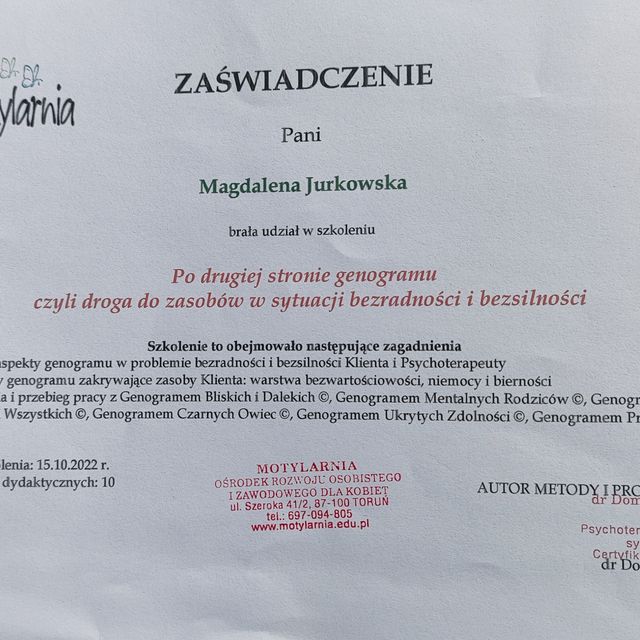 ZAŚWIADCZENIE
Pani
Magdalena Jurkowska
brała udział w szkoleniu
Po drugiej stronie genogramu
czyli droga do zasobów w sytuacji bezradności i bezsilności
Szkolenie to obejmowało następujące zagadnienia
aspekty genogramu w problemie bezradności i bezsilności Klienta i Psychoterapeuty
y genogramu zakrywające zasoby Klienta: warstwa bezwartościowości, niemocy i bierności
a i przebieg pracy z Genogramem Bliskich i Dalekich ©, Genogramem Mentalnych Rodziców ©, Genogr
Wszystkich ©, Genogramem Czarnych Owiec ©, Genogramem Ukrytych Zdolności ©, Genogramem Pr
olenia: 15.10.2022 r.
dydaktycznych: 10
MOTYLARNIA
OŚRODEK ROZWOJU OSOBISTEGO
I ZAWODOWEGO DLA KOBIET
ul. Szeroka 41/2, 87-100 TORUŃ
tel.: 697-094-805
www.motylarnia.edu.pl
AUTOR METODY I PRO
dr Dom
Psychoter
sy
Certyfik
dr Do
ylarnia